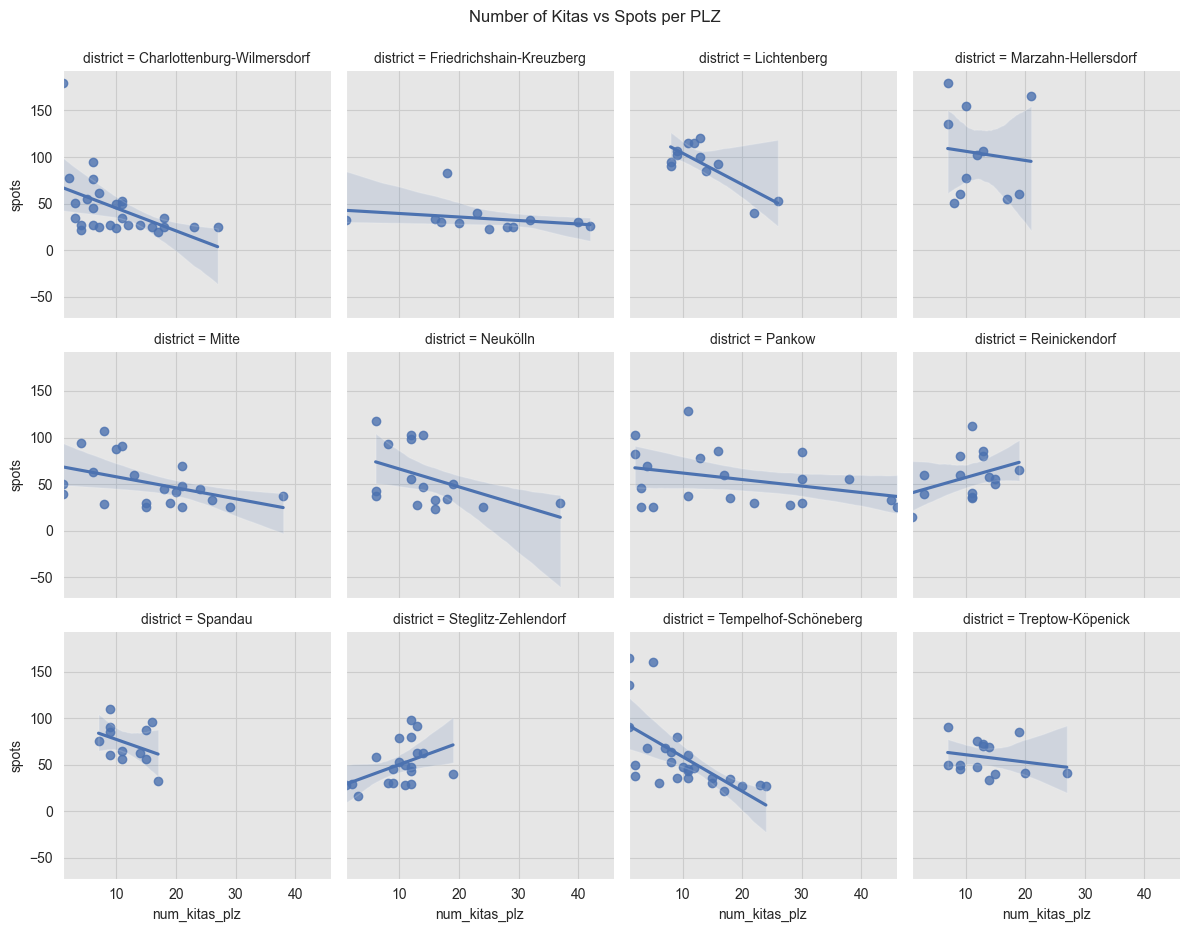 Number of Kitas vs Spots per PLZ
district = Charlottenburg-Wilmersdorf
district = Friedrichshain-Kreuzberg
district = Lichtenberg
district = Marzahn-Hellersdorf
150
100
50
0
−50
spots
district = Mitte
district = Neukölln
district = Pankow
district = Reinickendorf
150
100
50
0
−50
spots
district = Spandau
district = Steglitz-Zehlendorf
district = Tempelhof-Schöneberg
district = Treptow-Köpenick
150
100
50
0
−50
spots
10 20 30 40
num_kitas_plz
10 20 30 40
num_kitas_plz
10 20 30 40
num_kitas_plz
10 20 30 40
num_kitas_plz